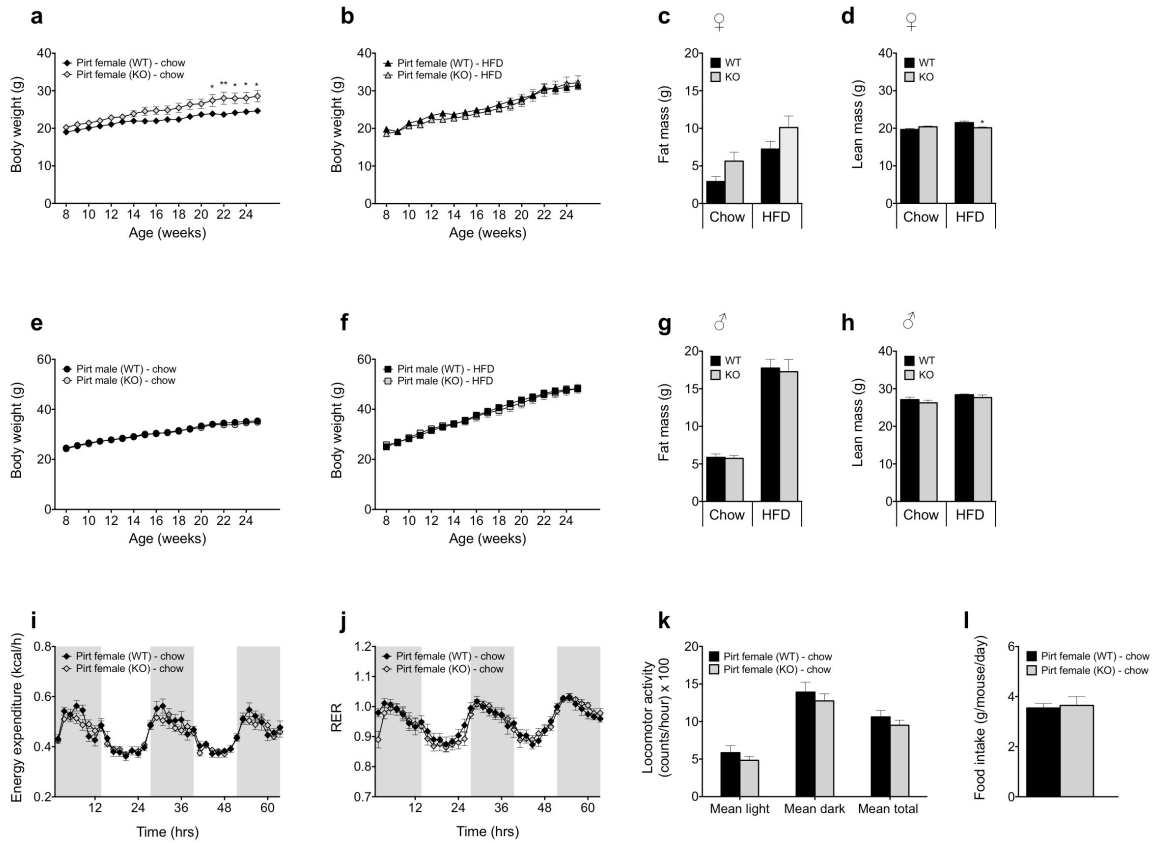 a
b
c
♀
d
♀
Body weight (g)
40
30
20
10
0
Pirt female (WT) - chow
Pirt female (KO) - chow
* ** * * *
8 10 12 14 16 18 20 22 24
Age (weeks)
Body weight (g)
40
30
20
10
0
Pirt female (WT) - HFD
Pirt female (KO) - HFD
8 10 12 14 16 18 20 22 24
Age (weeks)
Fat mass (g)
20
15
10
5
0
WT
KO
Chow HFD
Lean mass (g)
40
30
20
10
0
WT
KO
*
Chow HFD
e
f
g
♂
h
♂
Body weight (g)
60
40
20
0
Pirt male (WT) - chow
Pirt male (KO) - chow
8 10 12 14 16 18 20 22 24
Age (weeks)
Body weight (g)
60
40
20
0
Pirt male (WT) - HFD
Pirt male (KO) - HFD
8 10 12 14 16 18 20 22 24
Age (weeks)
Fat mass (g)
20
15
10
5
0
WT
KO
Chow HFD
Lean mass (g)
40
30
20
10
0
WT
KO
Chow HFD
i
j
k
l
Energy expenditure (kcal/h)
0.8
0.6
0.4
0.2
Pirt female (WT) - chow
Pirt female (KO) - chow
12 24 36 48 60
Time (hrs)
RER
1.2
1.1
1.0
0.9
0.8
0.7
Pirt female (WT) - chow
Pirt female (KO) - chow
12 24 36 48 60
Time (hrs)
Locomotor activity
(counts/hour) x 100
20
15
10
5
0
Pirt female (WT) - chow
Pirt female (KO) - chow
Mean light Mean dark Mean total
Food intake (g/mouse/day)
6
4
2
0
Pirt female (WT) - chow
Pirt female (KO) - chow